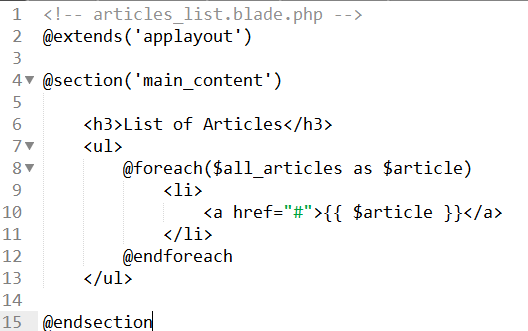 1 <!-- articles_list.blade.php -->
2 @extends('applayout')
3
4 @section('main_content')
5
6 <h3>List of Articles</h3>
7 <ul>
8 @foreach($all_articles as $article)
9 <li>
10 <a href="#">{{ $article }}</a>
11 </li>
12 @endforeach
13 </ul>
14
15 @endsection